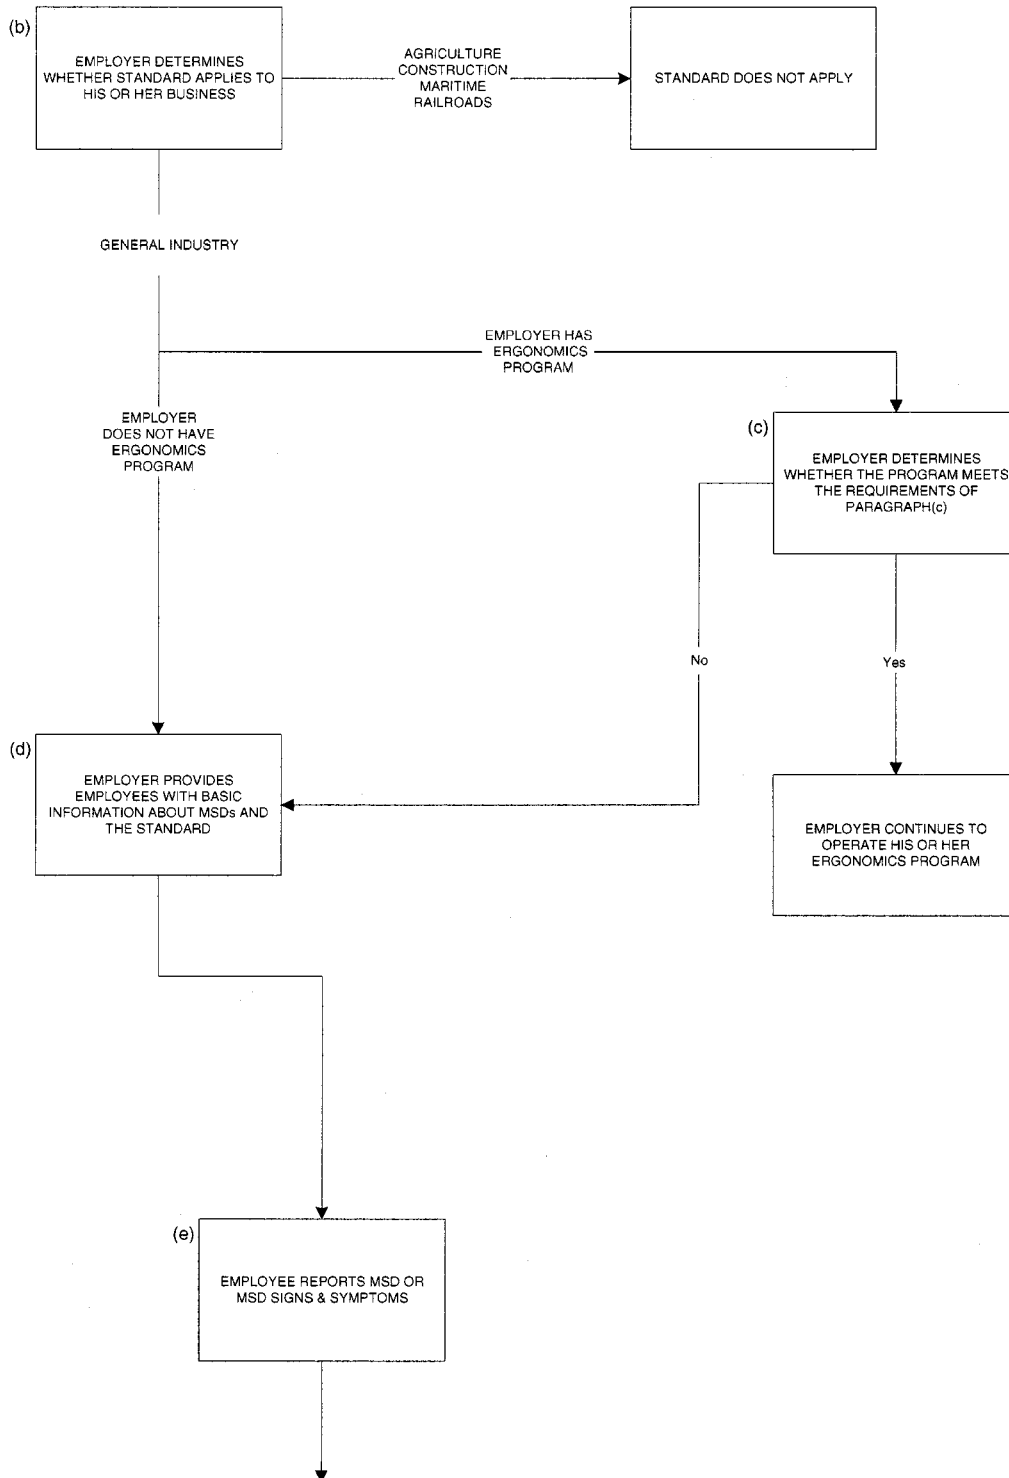 (b)
EMPLOYER DETERMINES
WHETHER STANDARD APPLIES TO
HIS OR HER BUSINESS
AGRICULTURE
CONSTRUCTION
MARITIME
RAILROADS
STANDARD DOES NOT APPLY
GENERAL INDUSTRY
EMPLOYER HAS
ERGONOMICS
PROGRAM
EMPLOYER
DOES NOT HAVE
ERGONOMICS
PROGRAM
(c)
EMPLOYER DETERMINES
WHETHER THE PROGRAM MEETS
THE REQUIREMENTS OF
PARAGRAPH(c)
No
Yes
(d)
EMPLOYER PROVIDES
EMPLOYEES WITH BASIC
INFORMATION ABOUT MSDs AND
THE STANDARD
EMPLOYER CONTINUES TO
OPERATE HIS OR HER
ERGONOMICS PROGRAM
(e)
EMPLOYEE REPORTS MSD OR
MSD SIGNS & SYMPTOMS